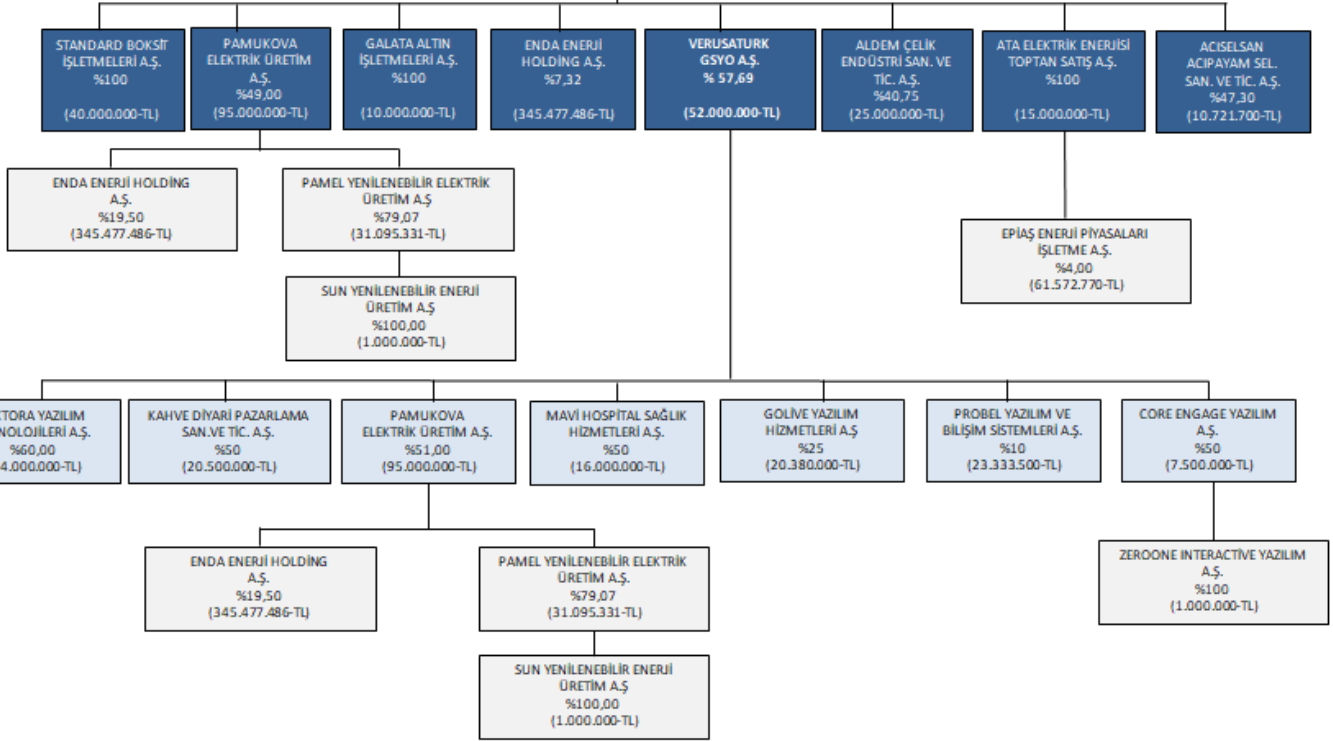 STANDARD BOKSİT
İŞLETMELERİ A.Ş.
%100
(40.000.000-TL)
PAMUKOVA
ELEKTRİK ÜRETİM
A.Ş.
%49,00
(95.000.000-TL)
GALATA ALTIN
İŞLETMELERİ A.Ş.
%100
(10.000.000-TL)
ENDA ENERJİ
HOLDİNG A.Ş.
%7,32
(345.477.486-TL)
VERUSATURK
GSYO A.Ş.
% 57,69
(52.000.000-TL)
ALDEM ÇELİK
ENDÜSTRİ SAN. VE
TİC. A.Ş.
%40,75
(25.000.000-TL)
ATA ELEKTRİK ENERJİSİ
TOPTAN SATIŞ A.Ş.
%100
(15.000.000-TL)
ACISELSAN
ACIPAYAM SEL.
SAN. VE TİC. A.Ş.
%47,30
(10.721.700-TL)
ENDA ENERJİ HOLDİNG
A.Ş.
%19,50
(345.477.486-TL)
PAMEL YENİLENEBİLİR ELEKTRİK
ÜRETİM A.Ş
%79,07
(31.095.331-TL)
SUN YENİLENEBİLİR ENERJİ
ÜRETİM A.Ş
%100,00
(1.000.000-TL)
EPİAŞ ENERJİ PİYASALARI
İŞLETME A.Ş.
%4,00
(61.572.770-TL)
TORA YAZILIM
NOLOJİLERİ A.Ş.
%60,00
4.000.000-TL)
KAHVE DİYARİ PAZARLAMA
SAN.VE TİC. A.Ş.
%50
(20.500.000-TL)
PAMUKOVA
ELEKTRİK ÜRETİM A.Ş.
%51,00
(95.000.000-TL)
MAVİ HOSPİTAL SAĞLIK
HİZMETLERİ A.Ş.
%50
(16.000.000-TL)
GOLİVE YAZILIM
HİZMETLERİ A.Ş
%25
(20.380.000-TL)
PROBEL YAZILIM VE
BİLİŞİM SİSTEMLERİ A.Ş.
%10
(23.333.500-TL)
CORE ENGAGE YAZILIM
A.Ş.
%50
(7.500.000-TL)
ENDA ENERJİ HOLDİNG
A.Ş.
%19,50
(345.477.486-TL)
PAMEL YENİLENEBİLİR ELEKTRİK
ÜRETİM A.Ş.
%79,07
(31.095.331-TL)
SUN YENİLENEBİLİR ENERJİ
ÜRETİM A.Ş
%100,00
(1.000.000-TL)
ZEROONE INTERACTİVE YAZILIM
A.Ş.
%100
(1.000.000-TL)